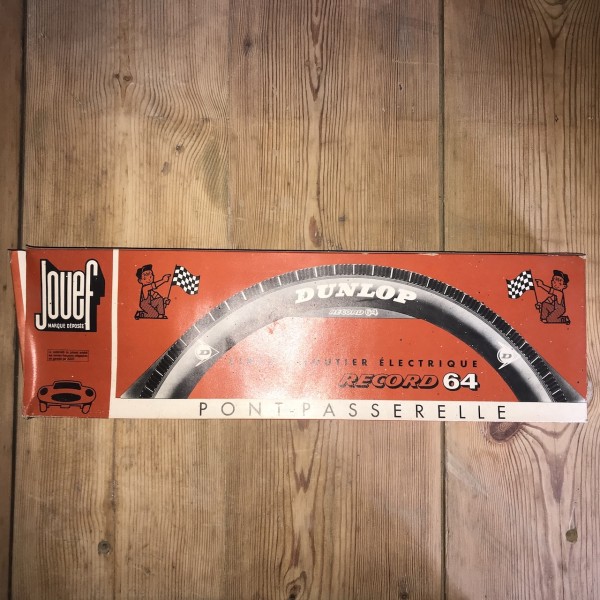 Jouef
MARQUE DÉPOSÉE
DUNLOP
RECORD 64
D
D
ROUTIER ÉLECTRIQUE
RECORD 64
PONT-PASSERELLE